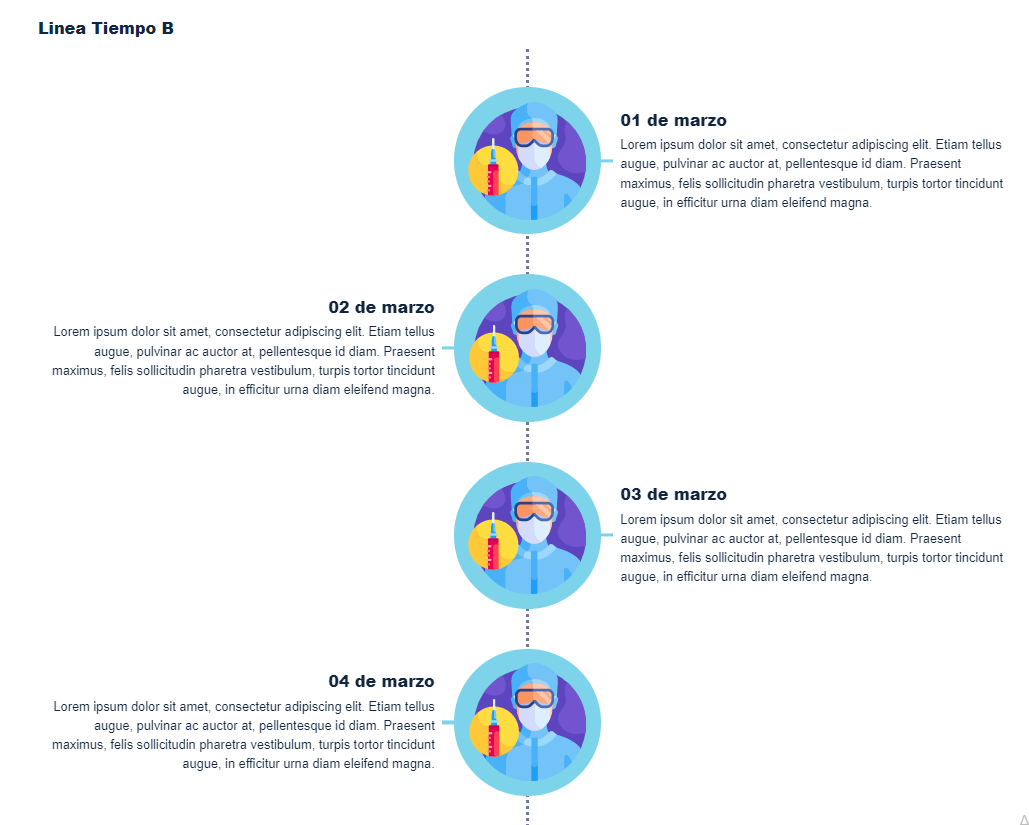 Linea Tiempo B
01 de marzo
Lorem ipsum dolor sit amet, consectetur adipiscing elit. Etiam tellus
augue, pulvinar ac auctor at, pellentesque id diam. Praesent
maximus, felis sollicitudin pharetra vestibulum, turpis tortor tincidunt
augue, in efficitur urna diam eleifend magna.
02 de marzo
Lorem ipsum dolor sit amet, consectetur adipiscing elit. Etiam tellus
augue, pulvinar ac auctor at, pellentesque id diam. Praesent
maximus, felis sollicitudin pharetra vestibulum, turpis tortor tincidunt
augue, in efficitur urna diam eleifend magna.
03 de marzo
Lorem ipsum dolor sit amet, consectetur adipiscing elit. Etiam tellus
augue, pulvinar ac auctor at, pellentesque id diam. Praesent
maximus, felis sollicitudin pharetra vestibulum, turpis tortor tincidunt
augue, in efficitur urna diam eleifend magna.
04 de marzo
Lorem ipsum dolor sit amet, consectetur adipiscing elit. Etiam tellus
augue, pulvinar ac auctor at, pellentesque id diam. Praesent
maximus, felis sollicitudin pharetra vestibulum, turpis tortor tincidunt
augue, in efficitur urna diam eleifend magna.